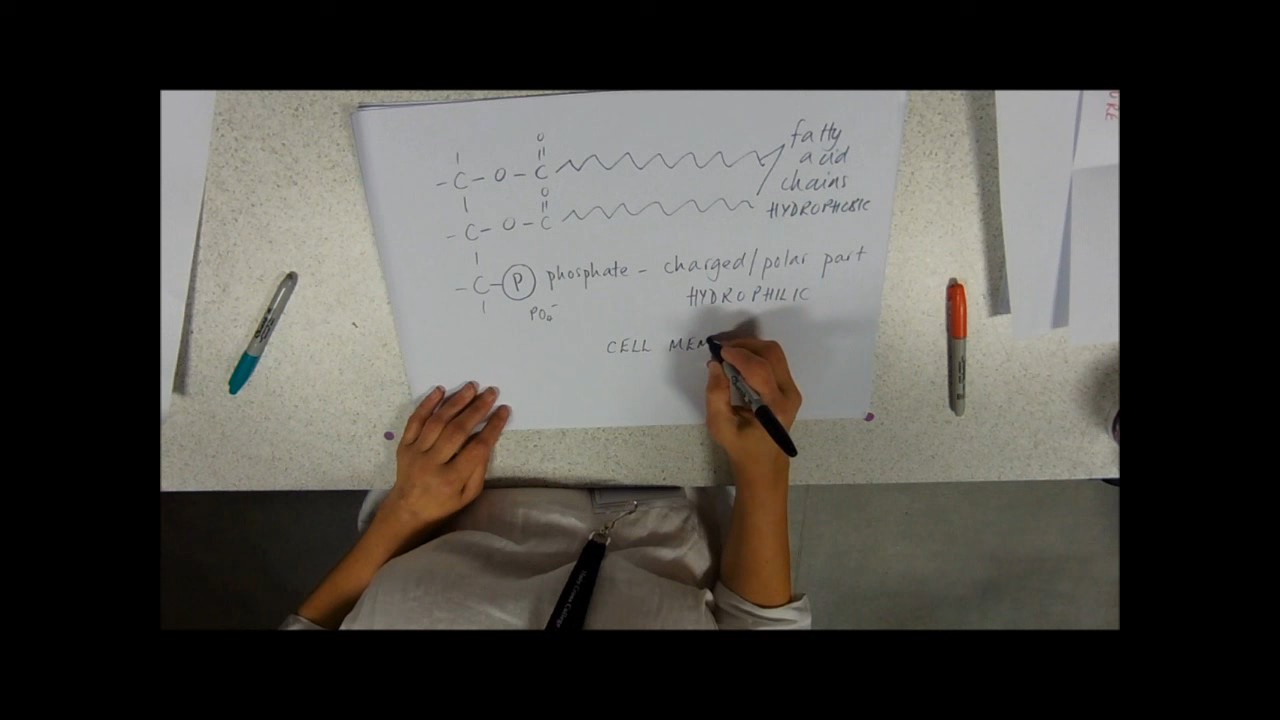 O
||
– C – O – C
O
||
– C – O – C
– C – P phosphate – charged/polar part
HYDROPHILIC
PO₄⁻
fatty
acid
chains
HYDROPHOBIC
CELL MEM